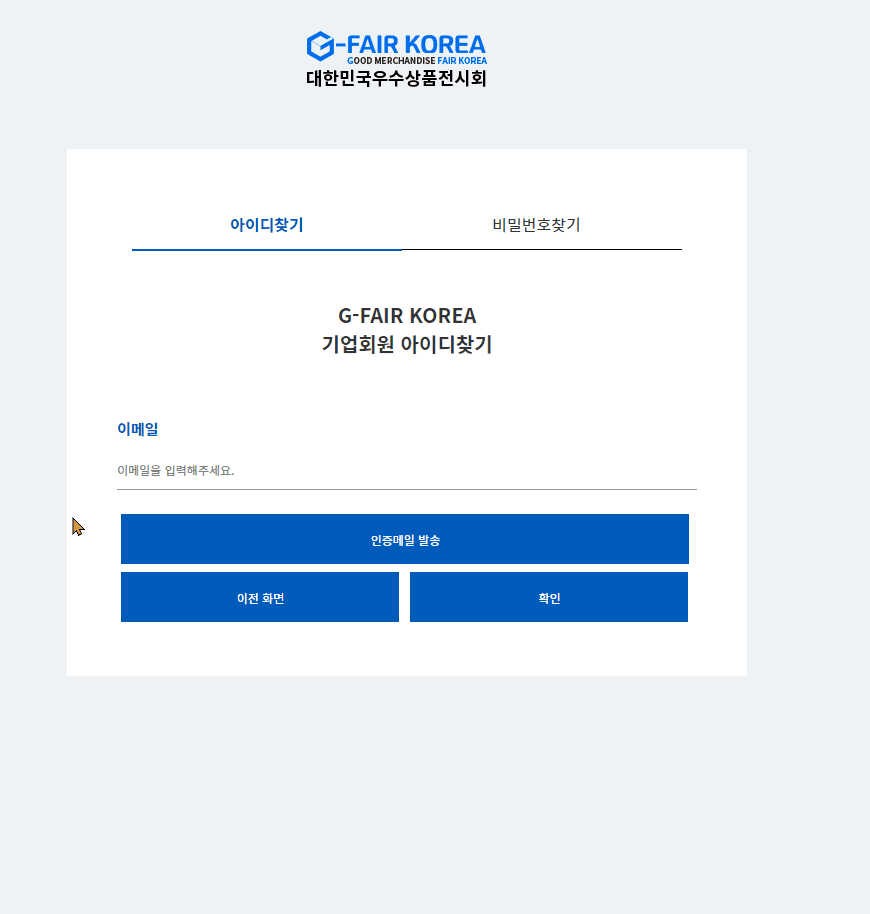 G-FAIR KOREA
GOOD MERCHANDISE FAIR KOREA
대한민국우수상품전시회
아이디찾기 비밀번호찾기
G-FAIR KOREA
기업회원 아이디찾기
이메일
이메일을 입력해주세요.
인증메일 발송
이전 화면 확인